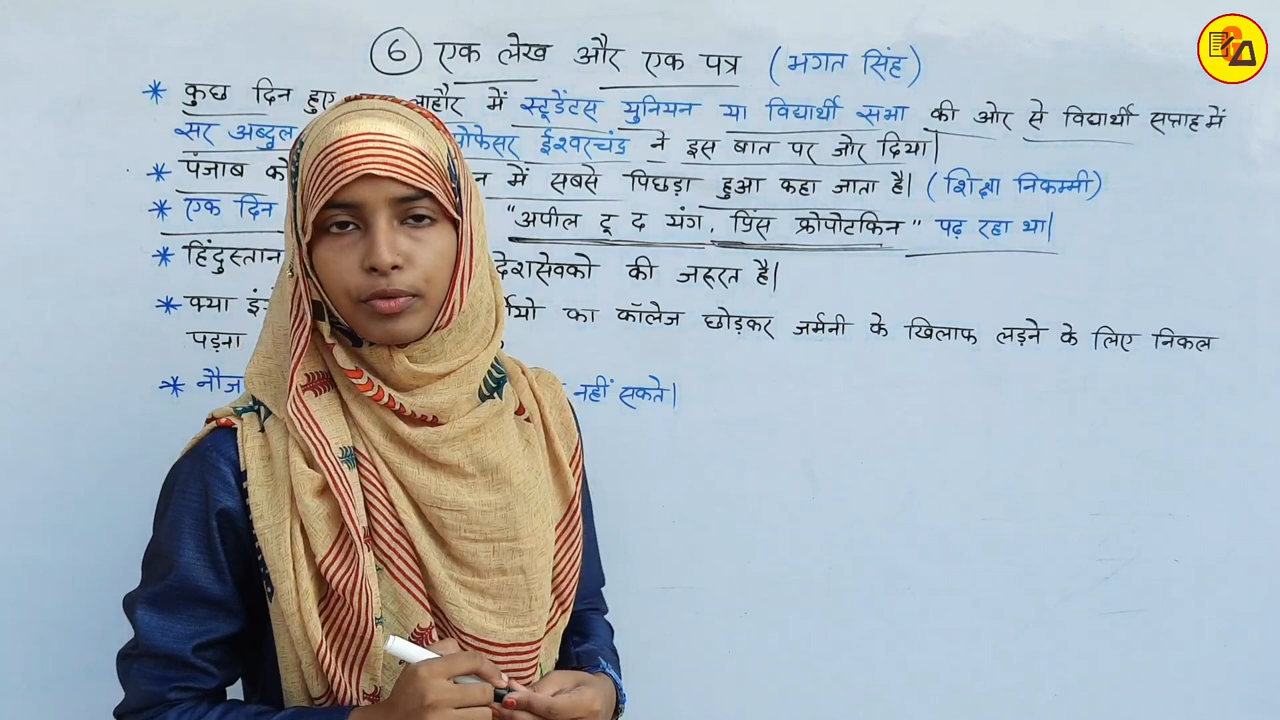 6 एक लेख और एक पत्र (भगत सिंह)
* कुछ दिन हुए लाहौर में स्टूडेंटस युनियन या विद्यार्थी सभा की ओर से विद्यार्थी सप्ताह में
सर अब्दुल प्रोफेसर ईश्वरचंद्र ने इस बात पर जोर दिया|
* पंजाब को में सबसे पिछड़ा हुआ कहा जाता है। (शिक्षा निकम्मी)
* एक दिन "अपील टू द यंग, प्रिंस क्रोपोटकिन" पढ़ रहा था|
* हिंदुस्तान देशसेवको की जरूरत है|
* क्या का कॉलेज छोड़कर जर्मनी के खिलाफ लड़ने के लिए निकल
पड़ना
* नहीं सकते|